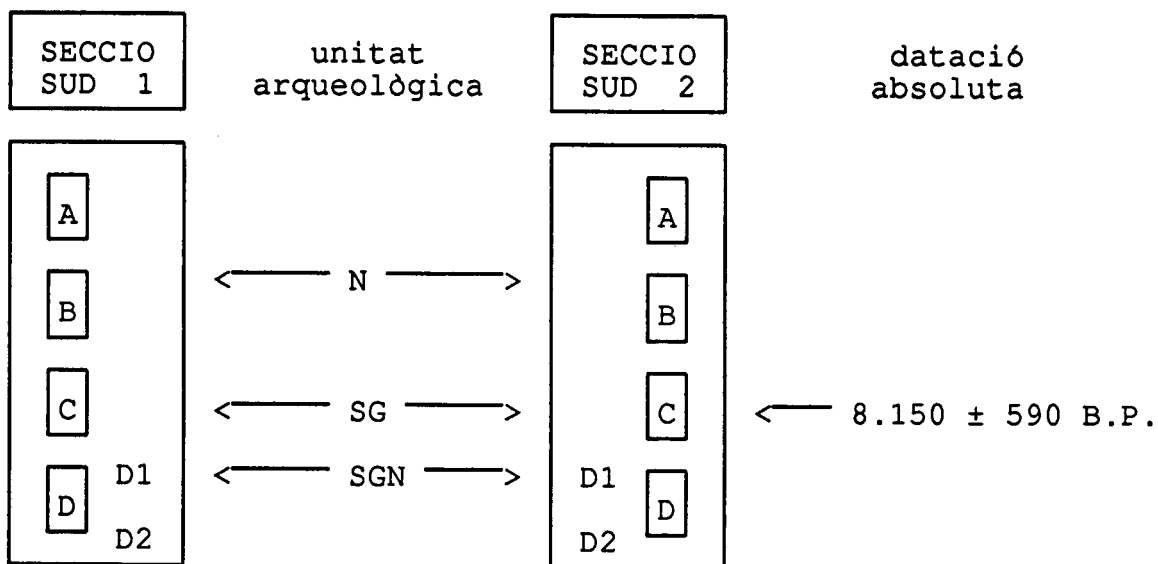 SECCIO unitat SECCIO datació
SUD 1 arqueològica SUD 2 absoluta
A A
<—— N ——>
B B
C <—— SG ——> C <—— 8.150 ± 590 B.P.
D1 <—— SGN ——> D1
D D
D2 D2